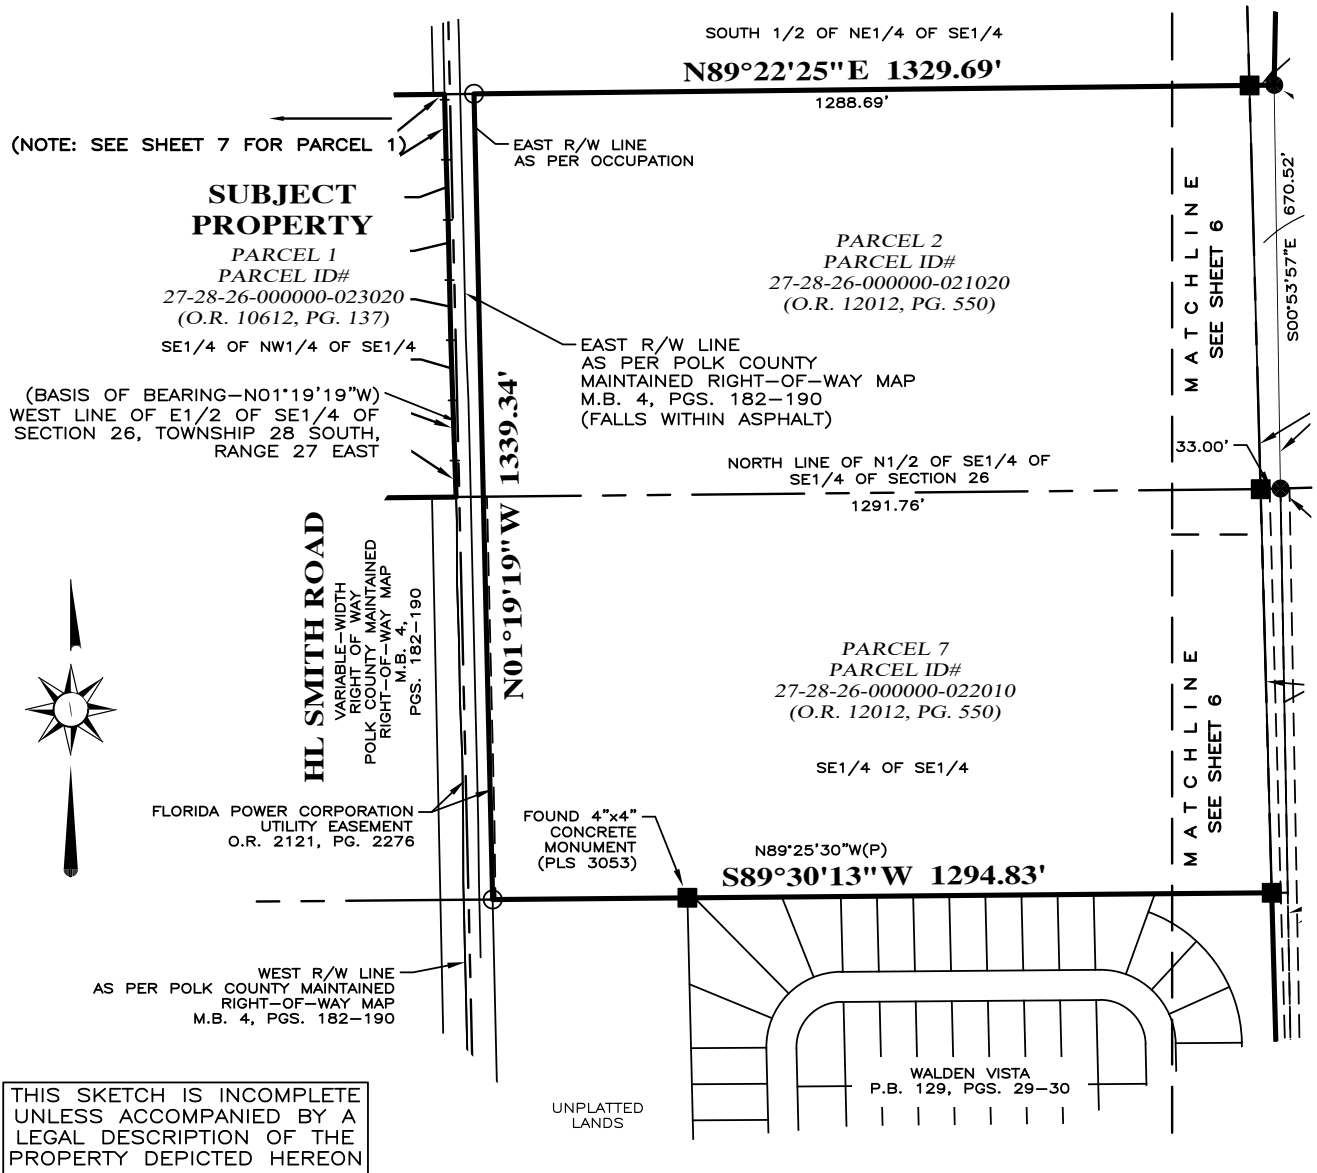 SOUTH 1/2 OF NE1/4 OF SE1/4
N89°22'25"E 1329.69'
1288.69'
(NOTE: SEE SHEET 7 FOR PARCEL 1)
EAST R/W LINE
AS PER OCCUPATION
SUBJECT
PROPERTY
PARCEL 1
PARCEL ID#
27-28-26-000000-023020
(O.R. 10612, PG. 137)
SE1/4 OF NW1/4 OF SE1/4
PARCEL 2
PARCEL ID#
27-28-26-000000-021020
(O.R. 12012, PG. 550)
MATCHLINE
SEE SHEET 6
S00°53'57"E 670.52'
EAST R/W LINE
AS PER POLK COUNTY
MAINTAINED RIGHT-OF-WAY MAP
M.B. 4, PGS. 182-190
(FALLS WITHIN ASPHALT)
(BASIS OF BEARING-N01°19'19"W)
WEST LINE OF E1/2 OF SE1/4 OF
SECTION 26, TOWNSHIP 28 SOUTH,
RANGE 27 EAST
N01°19'19"W 1339.34'
33.00'
NORTH LINE OF N1/2 OF SE1/4 OF
SE1/4 OF SECTION 26
1291.76'
HL SMITH ROAD
VARIABLE-WIDTH
RIGHT OF WAY
POLK COUNTY MAINTAINED
RIGHT-OF-WAY MAP
M.B. 4,
PGS. 182-190
PARCEL 7
PARCEL ID#
27-28-26-000000-022010
(O.R. 12012, PG. 550)
SE1/4 OF SE1/4
MATCHLINE
SEE SHEET 6
FLORIDA POWER CORPORATION
UTILITY EASEMENT
O.R. 2121, PG. 2276
FOUND 4"x4"
CONCRETE
MONUMENT
(PLS 3053)
N89°25'30"W(P)
S89°30'13"W 1294.83'
WEST R/W LINE
AS PER POLK COUNTY MAINTAINED
RIGHT-OF-WAY MAP
M.B. 4, PGS. 182-190
WALDEN VISTA
P.B. 129, PGS. 29-30
UNPLATTED
LANDS
THIS SKETCH IS INCOMPLETE
UNLESS ACCOMPANIED BY A
LEGAL DESCRIPTION OF THE
PROPERTY DEPICTED HEREON